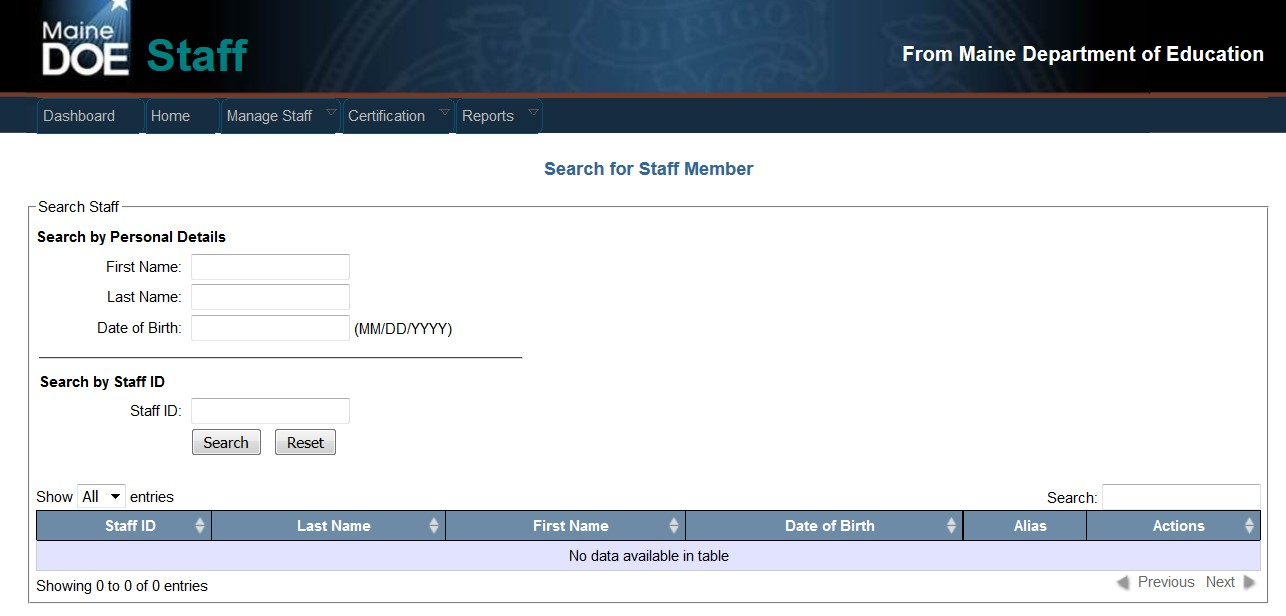 Maine
DOE Staff
DIRIGO
From Maine Department of Education
Dashboard Home Manage Staff Certification Reports
Search for Staff Member
Search Staff
Search by Personal Details
First Name:
Last Name:
Date of Birth: (MM/DD/YYYY)
Search by Staff ID
Staff ID:
Search Reset
Show All entries Search:
Staff ID Last Name First Name Date of Birth Alias Actions
No data available in table
Showing 0 to 0 of 0 entries Previous Next